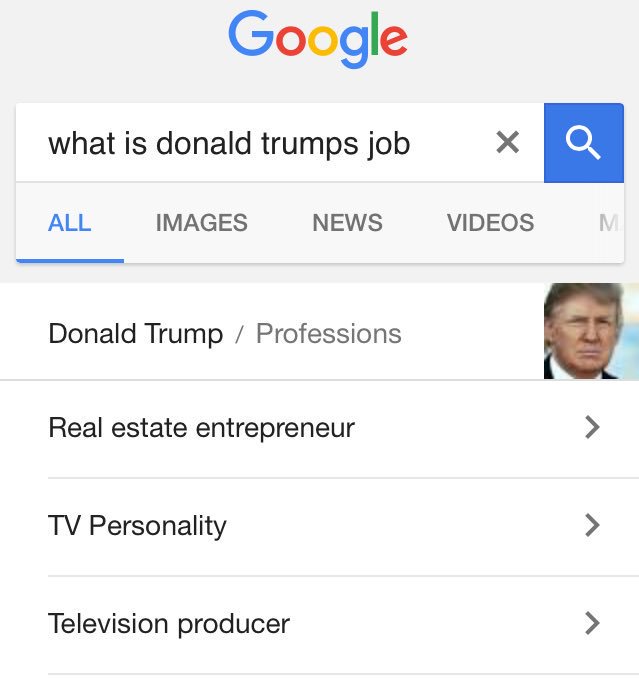 Google
what is donald trumps job
ALL IMAGES NEWS VIDEOS
Donald Trump / Professions
Real estate entrepreneur
TV Personality
Television producer